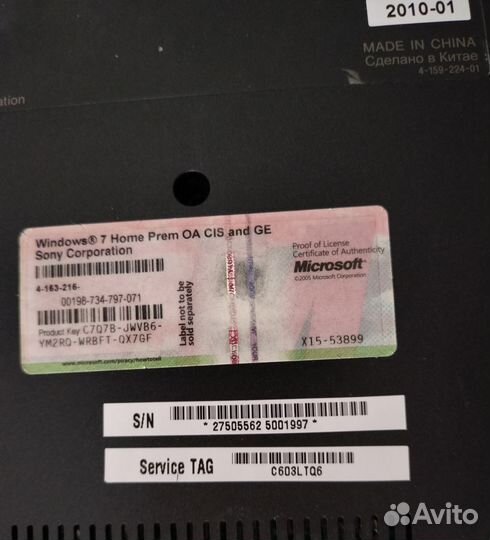 2010-01
MADE IN CHINA
Сделано в Китае
4-159-224-01
ation
Windows® 7 Home Prem OA CIS and GE
Sony Corporation
4-163-216-
00198-734-797-071
Product Key: C7Q7B-JWVB6-
YM2RQ-WRBFT-QX7GF
www.microsoft.com/piracy/howtotell
Label not to be
sold separately
Proof of License
Certificate of Authenticity
Microsoft®
©2005 Microsoft Corporation
X15-53899
S/N
* 27505562 5001997 *
Service TAG
C603LTQ6
Avito